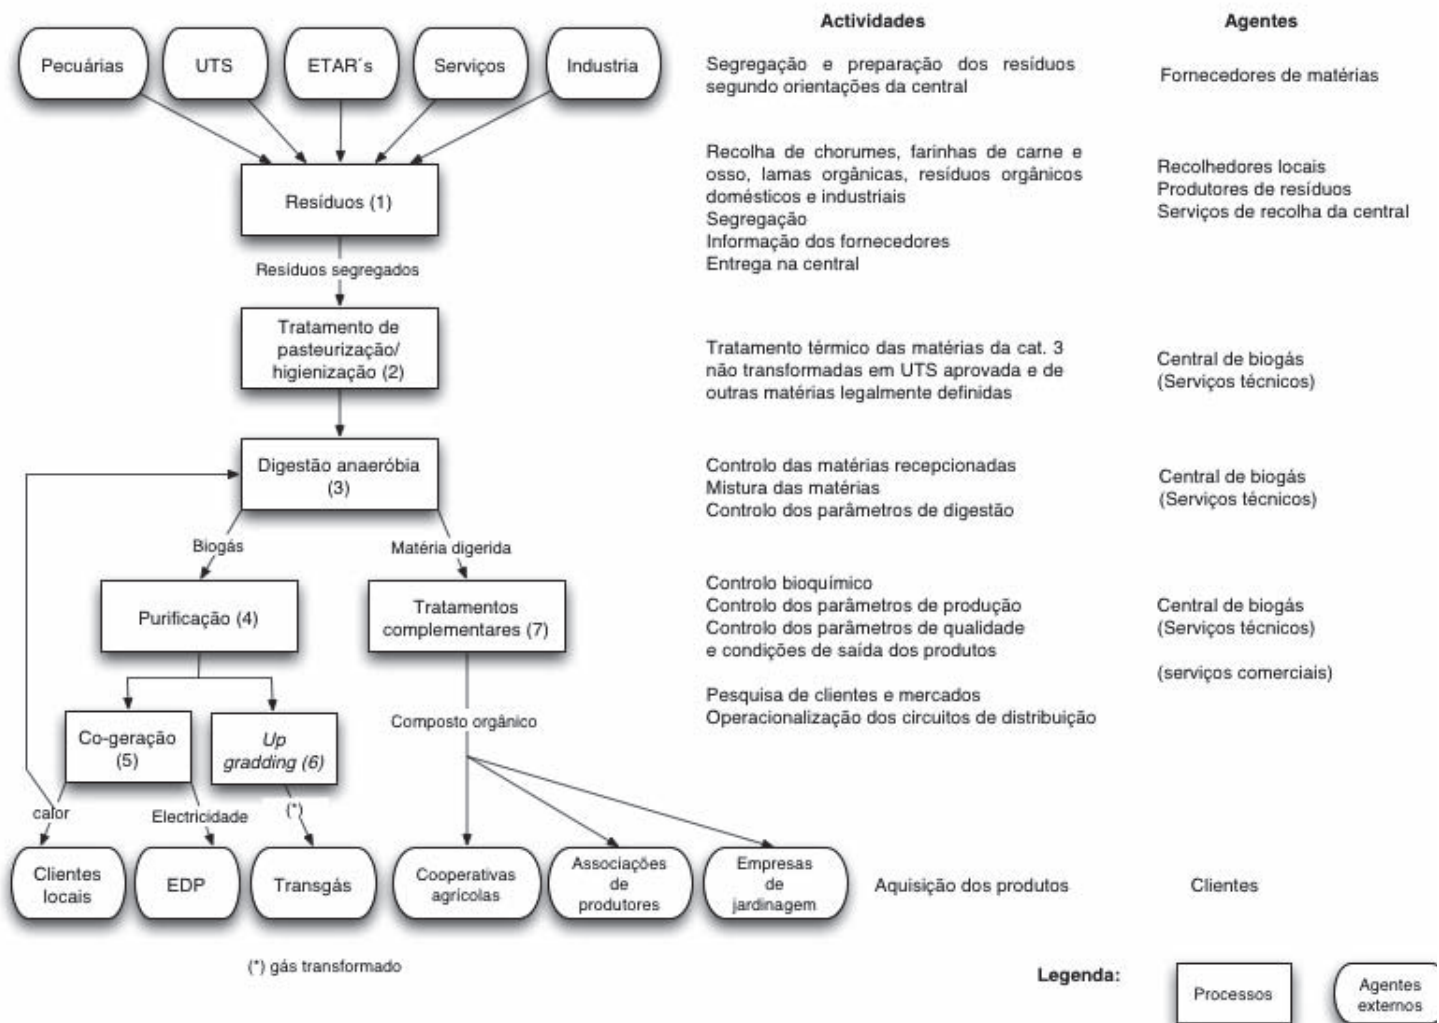 Actividades
Agentes
Pecuárias
UTS
ETAR´s
Serviços
Industria
Segregação e preparação dos resíduos
segundo orientações da central
Fornecedores de matérias
Resíduos (1)
Recolha de chorumes, farinhas de carne e
osso, lamas orgânicas, resíduos orgânicos
domésticos e industriais
Segregação
Informação dos fornecedores
Entrega na central
Recolhedores locais
Produtores de resíduos
Serviços de recolha da central
Resíduos segregados
Tratamento de
pasteurização/
higienização (2)
Tratamento térmico das matérias da cat. 3
não transformadas em UTS aprovada e de
outras matérias legalmente definidas
Central de biogás
(Serviços técnicos)
Digestão anaeróbia
(3)
Controlo das matérias recepcionadas
Mistura das matérias
Controlo dos parâmetros de digestão
Central de biogás
(Serviços técnicos)
Biogás
Matéria digerida
Purificação (4)
Tratamentos
complementares (7)
Controlo bioquímico
Controlo dos parâmetros de produção
Controlo dos parâmetros de qualidade
e condições de saída dos produtos
Central de biogás
(Serviços técnicos)
(serviços comerciais)
Pesquisa de clientes e mercados
Operacionalização dos circuitos de distribuição
Co-geração
(5)
Up
gradding (6)
Composto orgânico
calor
Electricidade
(*)
Clientes
locais
EDP
Transgás
Cooperativas
agrícolas
Associações
de
produtores
Empresas
de
jardinagem
Aquisição dos produtos
Clientes
(*) gás transformado
Legenda:
Processos
Agentes
externos